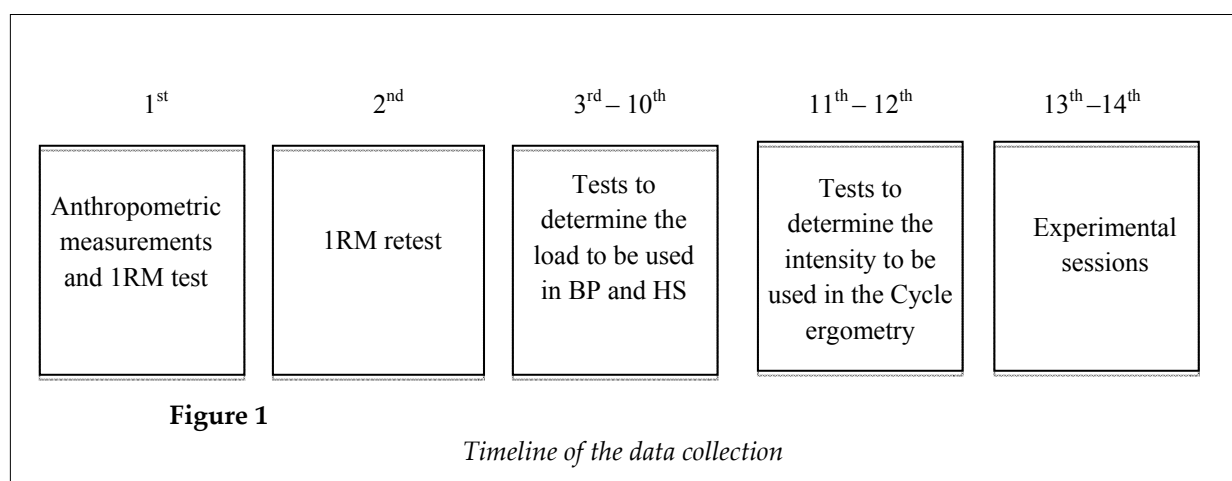 1st
2nd
3rd – 10th
11th – 12th
13th –14th
Anthropometric
measurements
and 1RM test
1RM retest
Tests to
determine the
load to be used
in BP and HS
Tests to
determine the
intensity to be
used in the Cycle
ergometry
Experimental
sessions
Figure 1
Timeline of the data collection